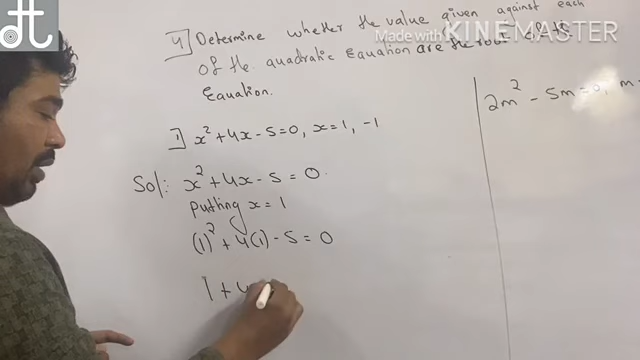 4] Determine whether the value given against each
Made with KINEMASTER
of the quadratic Equation are the root of the
Equation.
1] x² + 4x - 5 = 0, x = 1, -1
2m² - 5m = 0, m
Sol: x² + 4x - 5 = 0.
putting x = 1
(1)² + 4(1) - 5 = 0
1 + 4